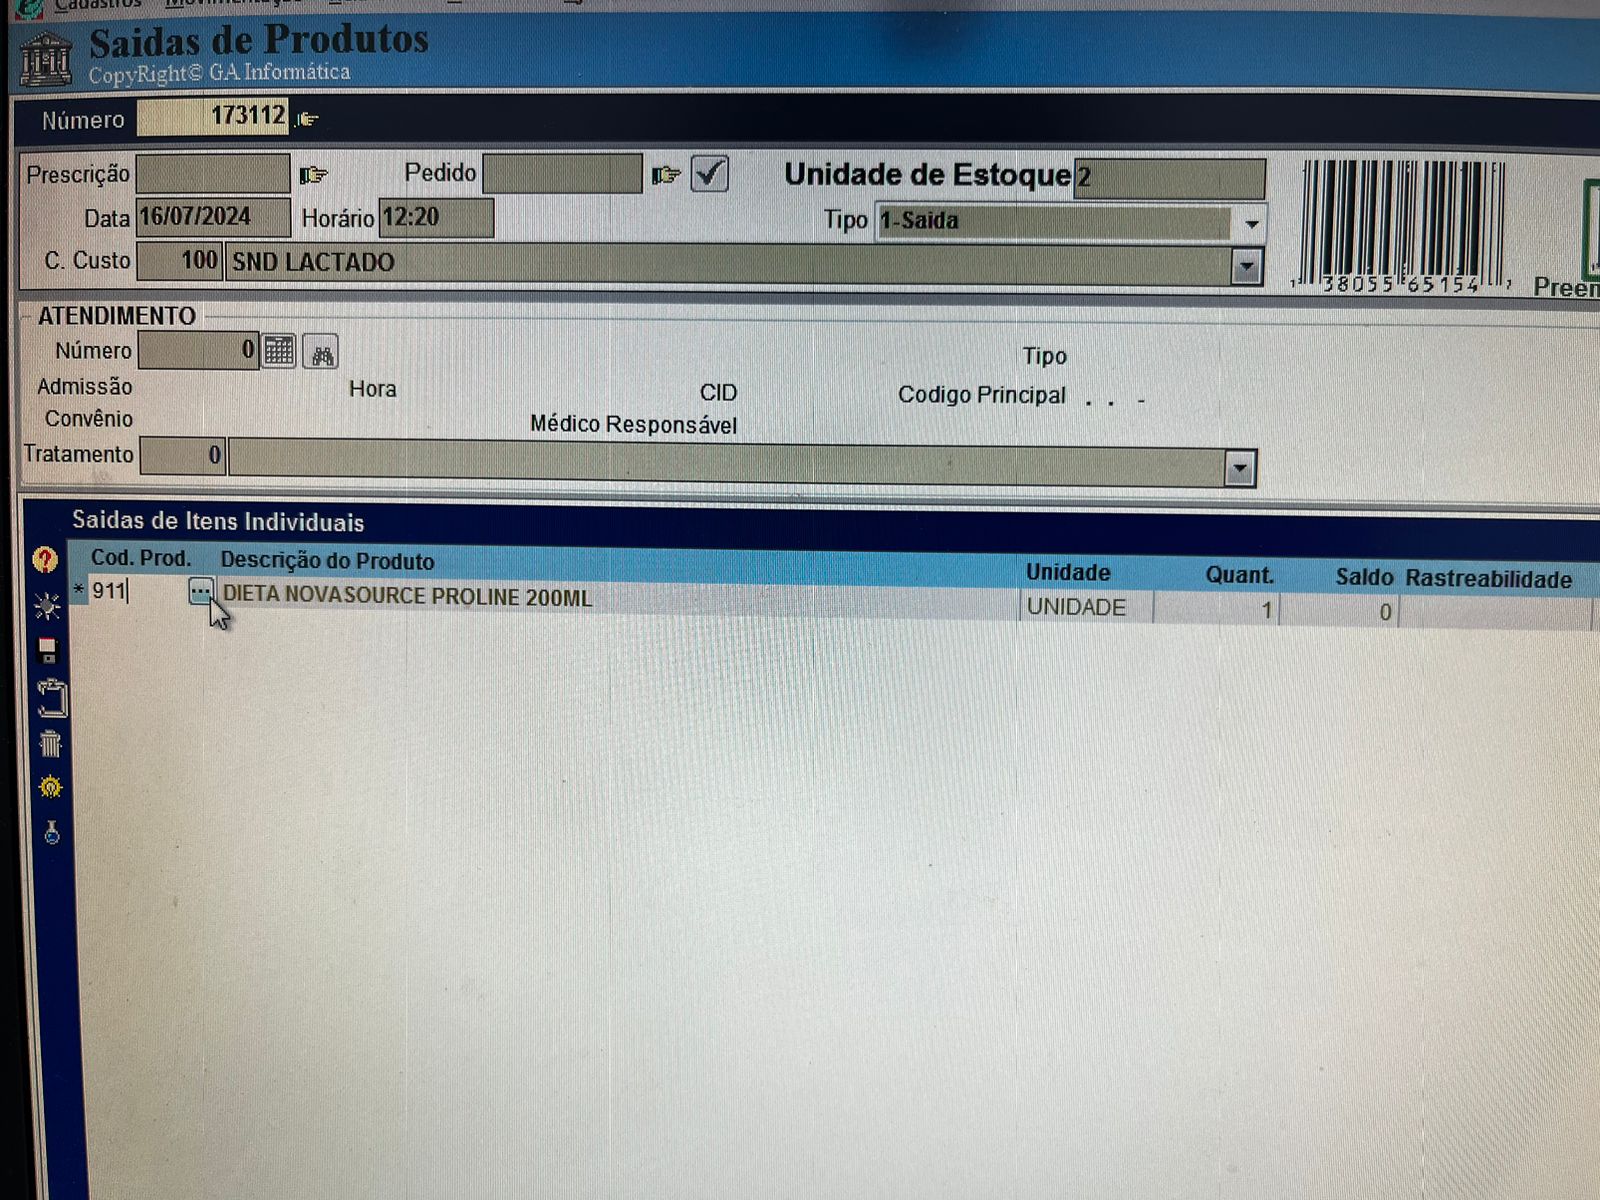 Cadastros
Saidas de Produtos
CopyRight© GA Informática
Número 173112
Prescrição Pedido Unidade de Estoque 2
Data 16/07/2024 Horário 12:20 Tipo 1-Saida
C. Custo 100 SND LACTADO
38055 65154
ATENDIMENTO
Número 0 Tipo
Admissão Hora CID Codigo Principal . . -
Convênio Médico Responsável
Tratamento 0
Saidas de Itens Individuais
Cod. Prod. Descrição do Produto Unidade Quant. Saldo Rastreabilidade
* 911 ... DIETA NOVASOURCE PROLINE 200ML UNIDADE 1 0